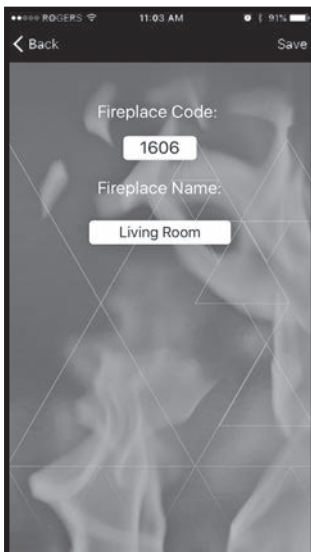 ROGERS 11:03 AM 91%
Back Save
Fireplace Code:
1606
Fireplace Name:
Living Room